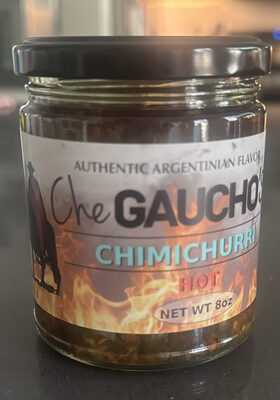 AUTHENTIC ARGENTINIAN FLAVOR
Che GAUCHO'S
CHIMICHURRI
HOT
NET WT 8oz